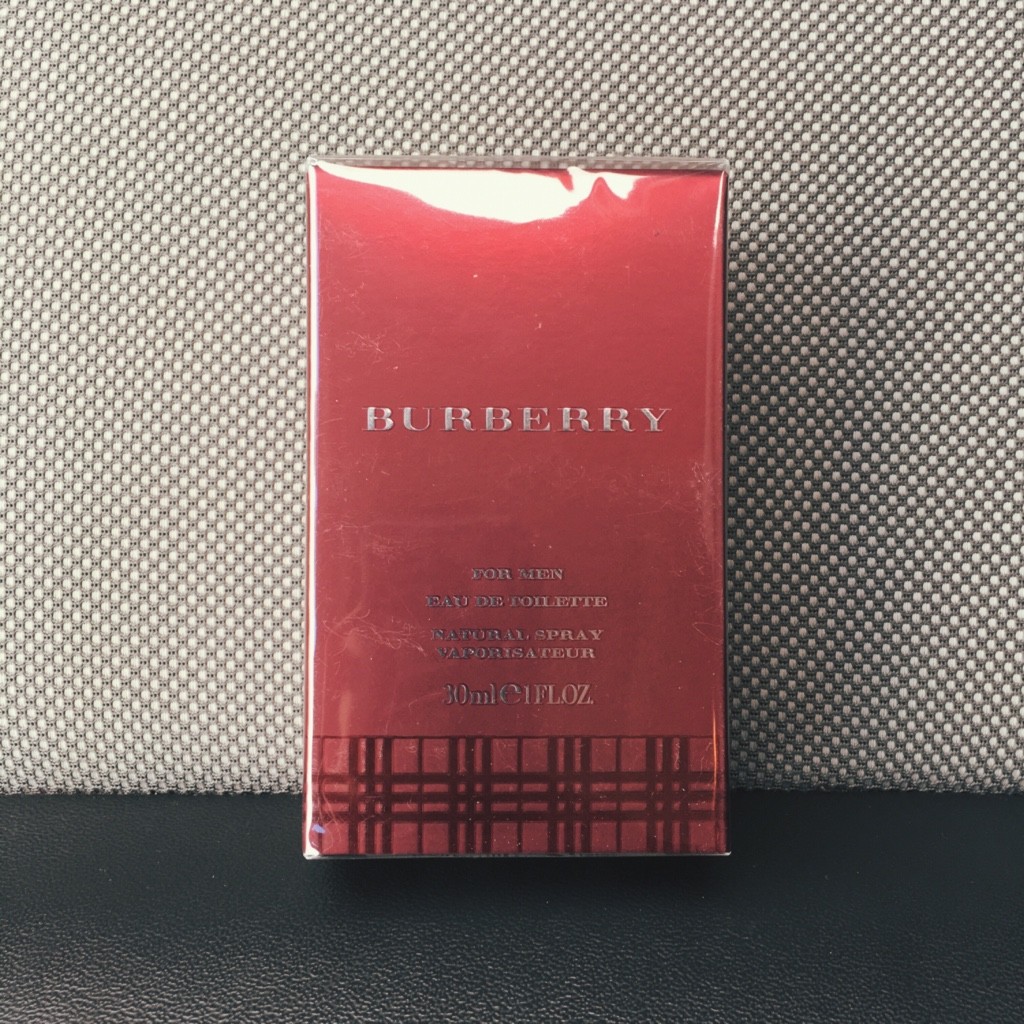 BURBERRY
FOR MEN
EAU DE TOILETTE
NATURAL SPRAY
VAPORISATEUR
30ml e 1FL.OZ.